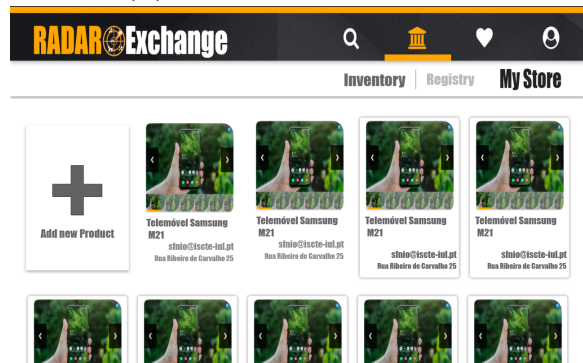 RADAR Exchange
Inventory | Registry My Store
Add new Product
Telemóvel Samsung
M21
sfnio@iscte-iul.pt
Rua Ribeiro de Carvalho 25
Telemóvel Samsung
M21
sfnio@iscte-iul.pt
Rua Ribeiro de Carvalho 25
Telemóvel Samsung
M21
sfnio@iscte-iul.pt
Rua Ribeiro de Carvalho 25
Telemóvel Samsung
M21
sfnio@iscte-iul.pt
Rua Ribeiro de Carvalho 25